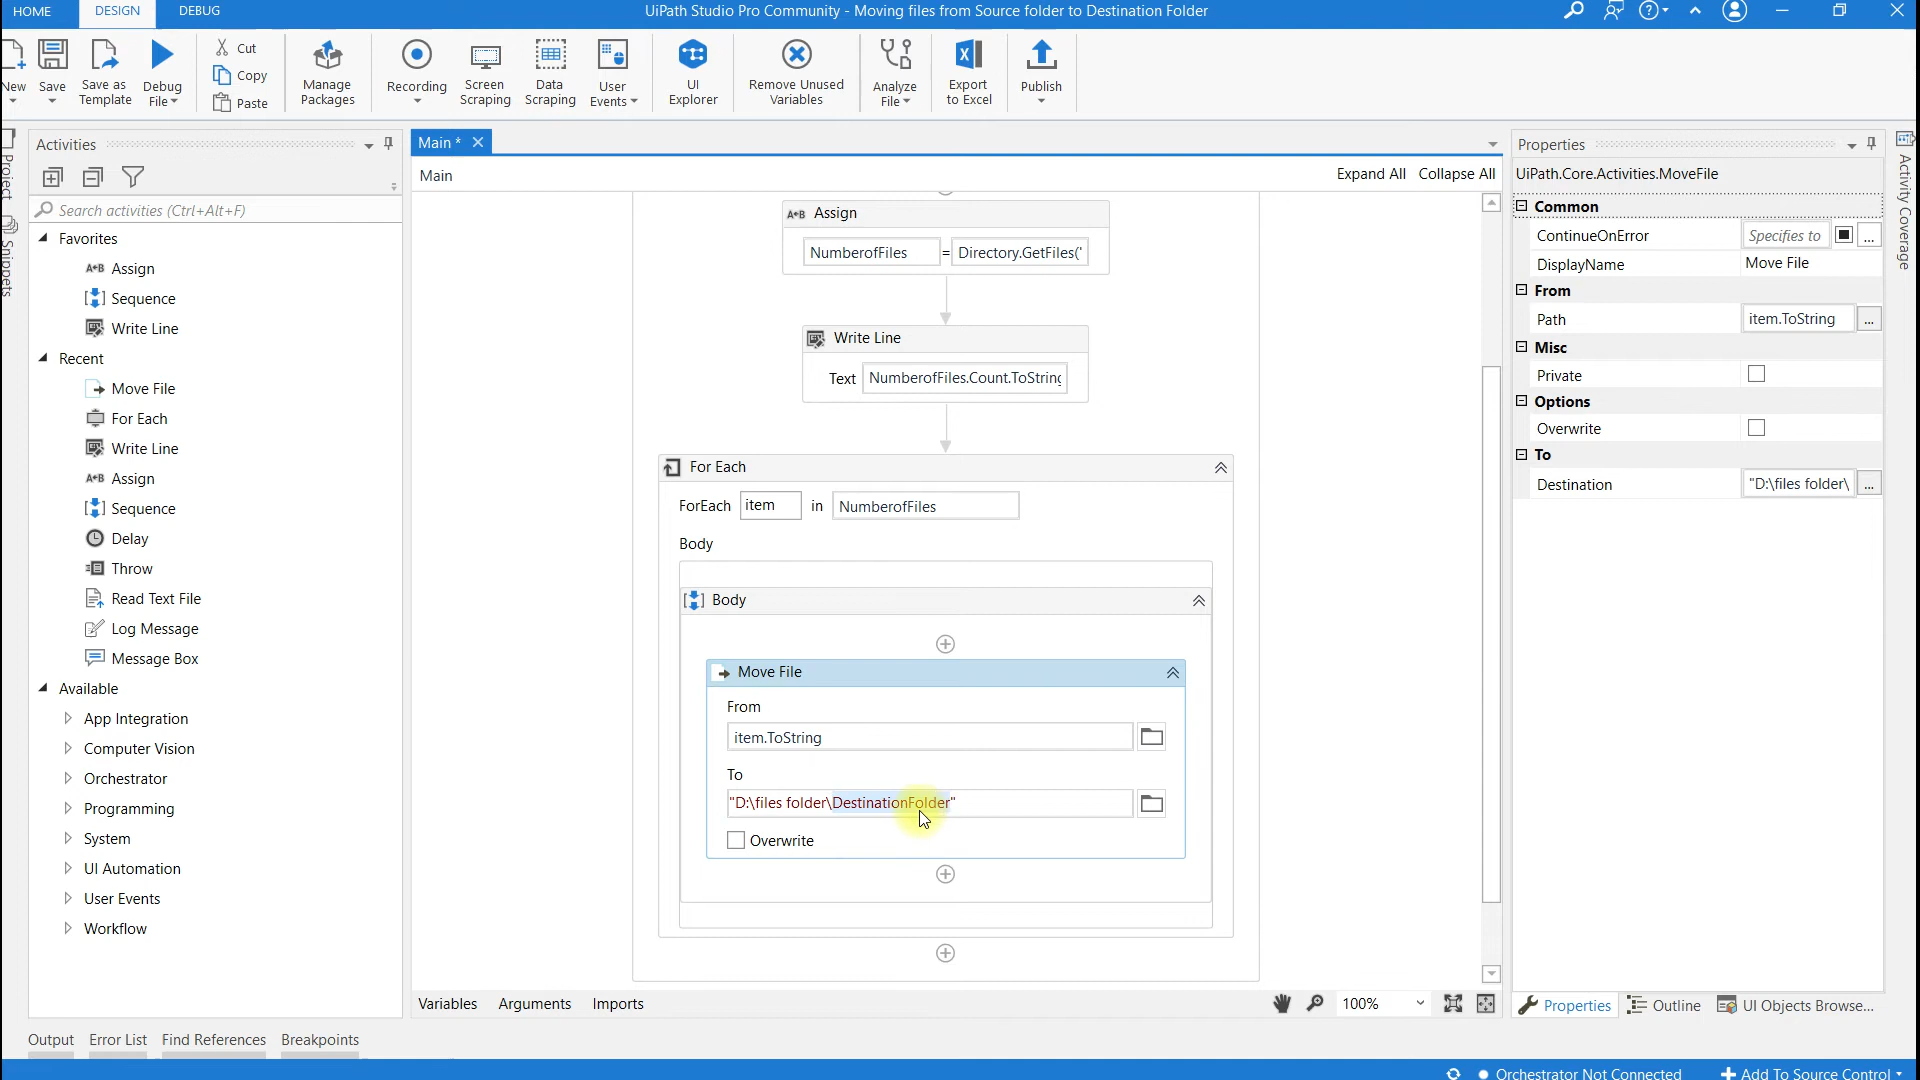 HOME
DESIGN
DEBUG
UiPath Studio Pro Community - Moving files from Source folder to Destination Folder
New
Save
Save as Template
Debug File
Cut
Copy
Paste
Manage Packages
Recording
Screen Scraping
Data Scraping
User Events
UI Explorer
Remove Unused Variables
Analyze File
Export to Excel
Publish
Project
Snippets
Activities
Search activities (Ctrl+Alt+F)
Favorites
Assign
Sequence
Write Line
Recent
Move File
For Each
Write Line
Assign
Sequence
Delay
Throw
Read Text File
Log Message
Message Box
Available
App Integration
Computer Vision
Orchestrator
Programming
System
UI Automation
User Events
Workflow
Main *
Main
Expand All Collapse All
A+B Assign
NumberofFiles = Directory.GetFiles('
Write Line
Text NumberofFiles.Count.ToString
For Each
ForEach item in NumberofFiles
Body
Body
Move File
From
item.ToString
To
"D:\files folder\DestinationFolder"
Overwrite
Variables Arguments Imports
100%
Properties
UiPath.Core.Activities.MoveFile
Common
ContinueOnError Specifies to ...
DisplayName Move File
From
Path item.ToString ...
Misc
Private
Options
Overwrite
To
Destination "D:\files folder\ ...
Properties Outline UI Objects Browse...
Activity Coverage
Output Error List Find References Breakpoints
Orchestrator Not Connected Add To Source Control